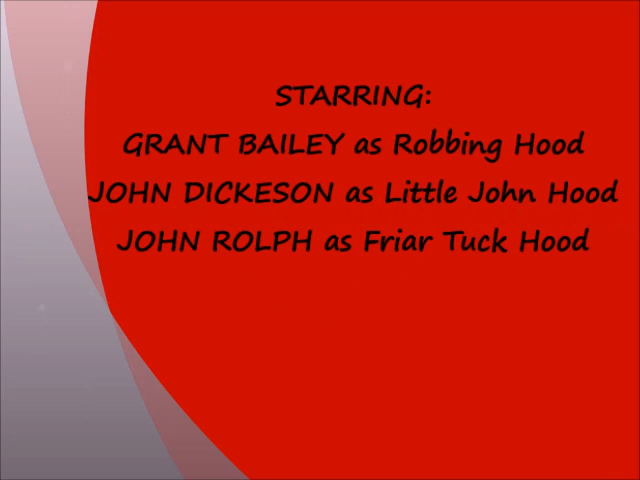 STARRING:
GRANT BAILEY as Robbing Hood
JOHN DICKESON as Little John Hood
JOHN ROLPH as Friar Tuck Hood